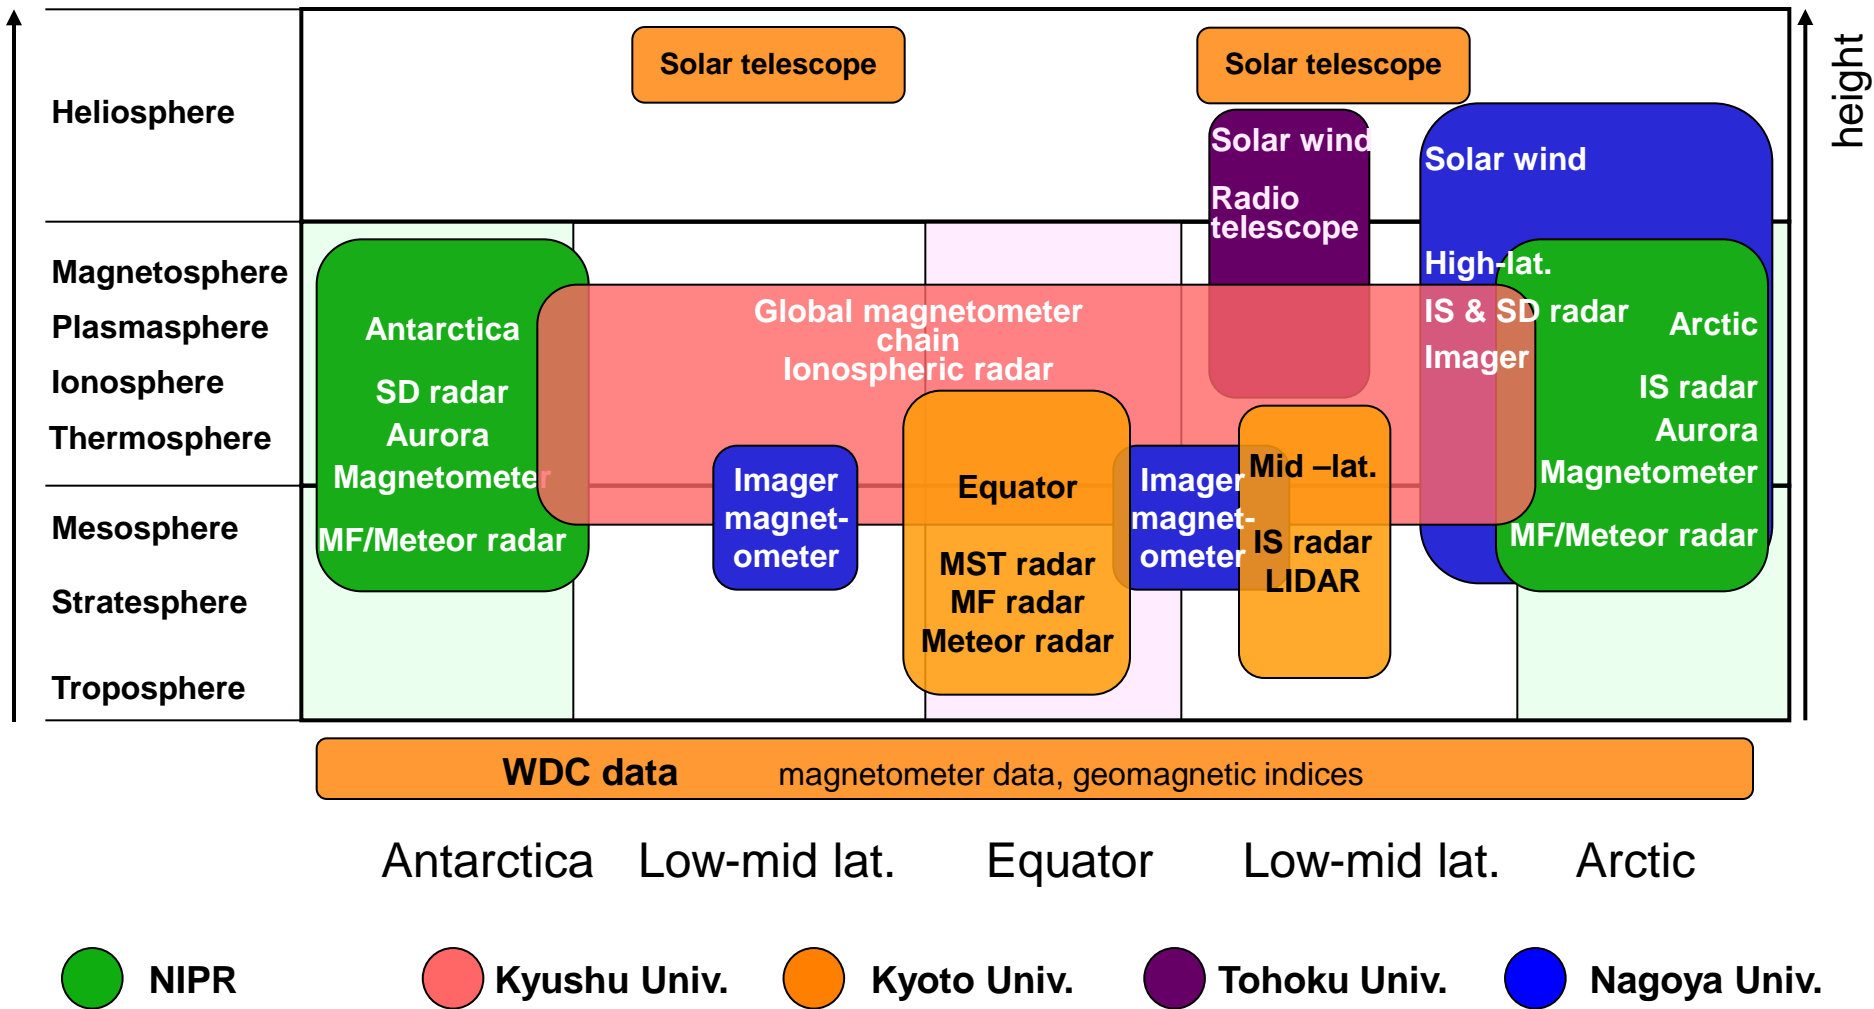 Solar telescope
Solar telescope
height
Heliosphere
Solar wind
Radio
telescope
Solar wind
High-lat.
IS & SD radar
Imager
Magnetosphere
Plasmasphere
Ionosphere
Thermosphere
Antarctica
SD radar
Aurora
Magnetometer
MF/Meteor radar
Global magnetometer
chain
Ionospheric radar
Arctic
IS radar
Aurora
Magnetometer
MF/Meteor radar
Imager
magnet-
ometer
Equator
MST radar
MF radar
Meteor radar
Imager
magnet-
ometer
Mid –lat.
IS radar
LIDAR
Mesosphere
Stratesphere
Troposphere
WDC data magnetometer data, geomagnetic indices
Antarctica Low-mid lat. Equator Low-mid lat. Arctic
NIPR Kyushu Univ. Kyoto Univ. Tohoku Univ. Nagoya Univ.